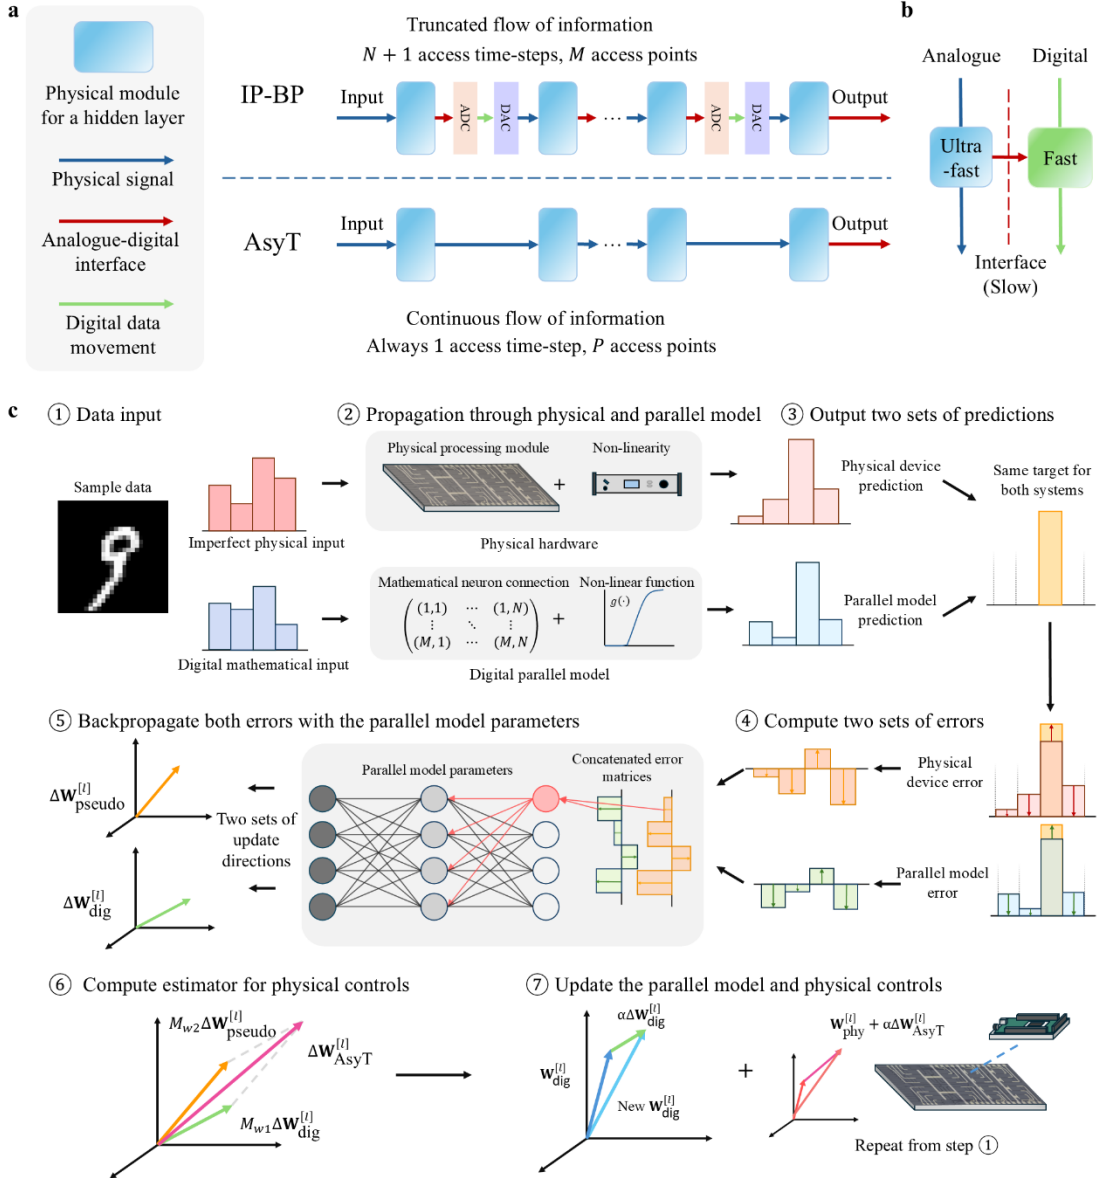 a
Physical module
for a hidden layer
Physical signal
Analogue-digital
interface
Digital data
movement
Truncated flow of information
N + 1 access time-steps, M access points
IP-BP
Input
ADC
DAC
...
ADC
DAC
Output
AsyT
Input
...
Output
Continuous flow of information
Always 1 access time-step, P access points
b
Analogue
Digital
Ultra
-fast
Fast
Interface
(Slow)
c
① Data input
Sample data
Imperfect physical input
Digital mathematical input
② Propagation through physical and parallel model
Physical processing module
+
Non-linearity
Physical hardware
Mathematical neuron connection
(1,1) ⋯ (1, N)
⋮ ⋱ ⋮
(M, 1) ⋯ (M, N)
+
Non-linear function
g(·)
Digital parallel model
③ Output two sets of predictions
Physical device
prediction
Parallel model
prediction
Same target for
both systems
④ Compute two sets of errors
Physical
device error
Parallel model
error
⑤ Backpropagate both errors with the parallel model parameters
ΔW[l]pseudo
ΔW[l]dig
Two sets of
update
directions
Parallel model parameters
Concatenated error
matrices
⑥ Compute estimator for physical controls
Mw2ΔW[l]pseudo
ΔW[l]AsyT
Mw1ΔW[l]dig
⑦ Update the parallel model and physical controls
αΔW[l]dig
W[l]dig
New W[l]dig
+
W[l]phy + αΔW[l]AsyT
Repeat from step ①